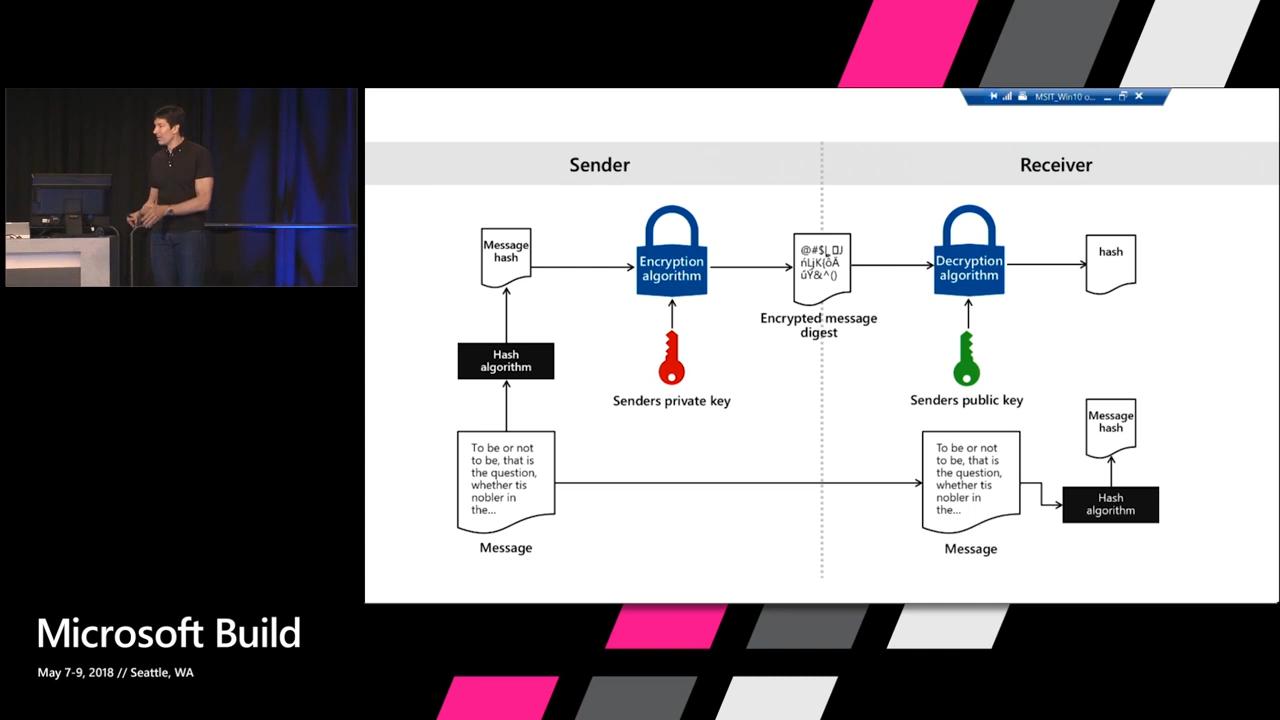 MSIT_Win10 o...
Sender
Receiver
Message
hash
Encryption
algorithm
Encrypted message
digest
Decryption
algorithm
hash
Hash
algorithm
Senders private key
Senders public key
Message
hash
To be or not
to be, that is
the question,
whether tis
nobler in
the...
Message
To be or not
to be, that is
the question,
whether tis
nobler in
the...
Message
Hash
algorithm
Microsoft Build
May 7-9, 2018 // Seattle, WA